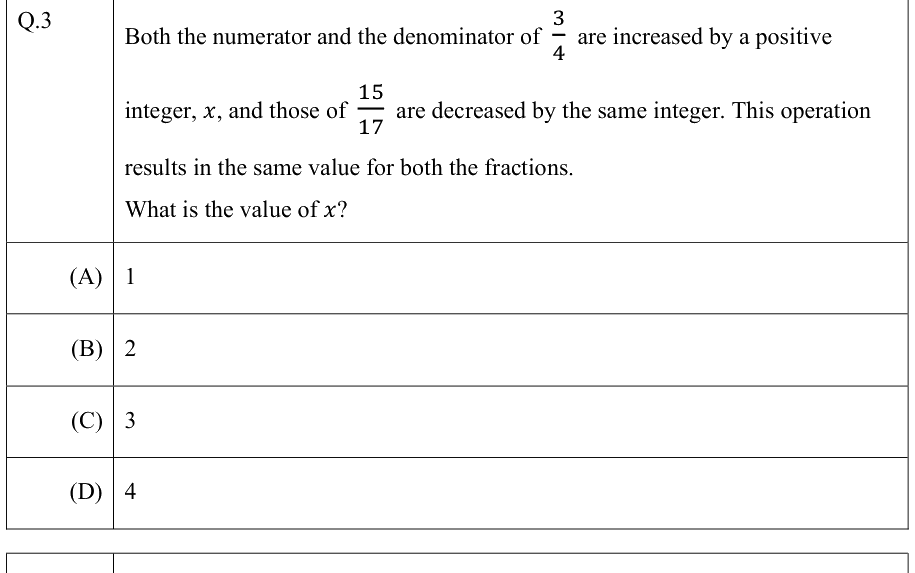 Q.3
Both the numerator and the denominator of 3/4 are increased by a positive
integer, x, and those of 15/17 are decreased by the same integer. This operation
results in the same value for both the fractions.
What is the value of x?
(A) 1
(B) 2
(C) 3
(D) 4